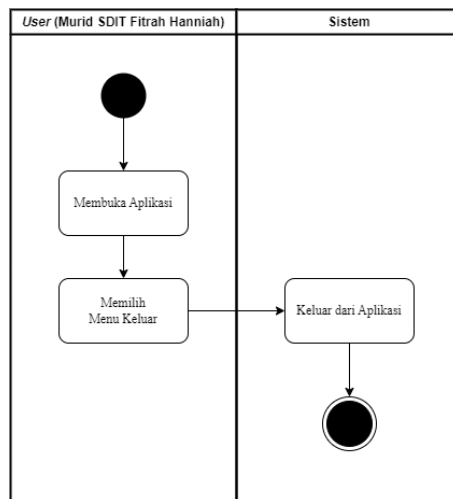 User (Murid SDIT Fitrah Hanniah)
Sistem
Membuka Aplikasi
Memilih
Menu Keluar
Keluar dari Aplikasi